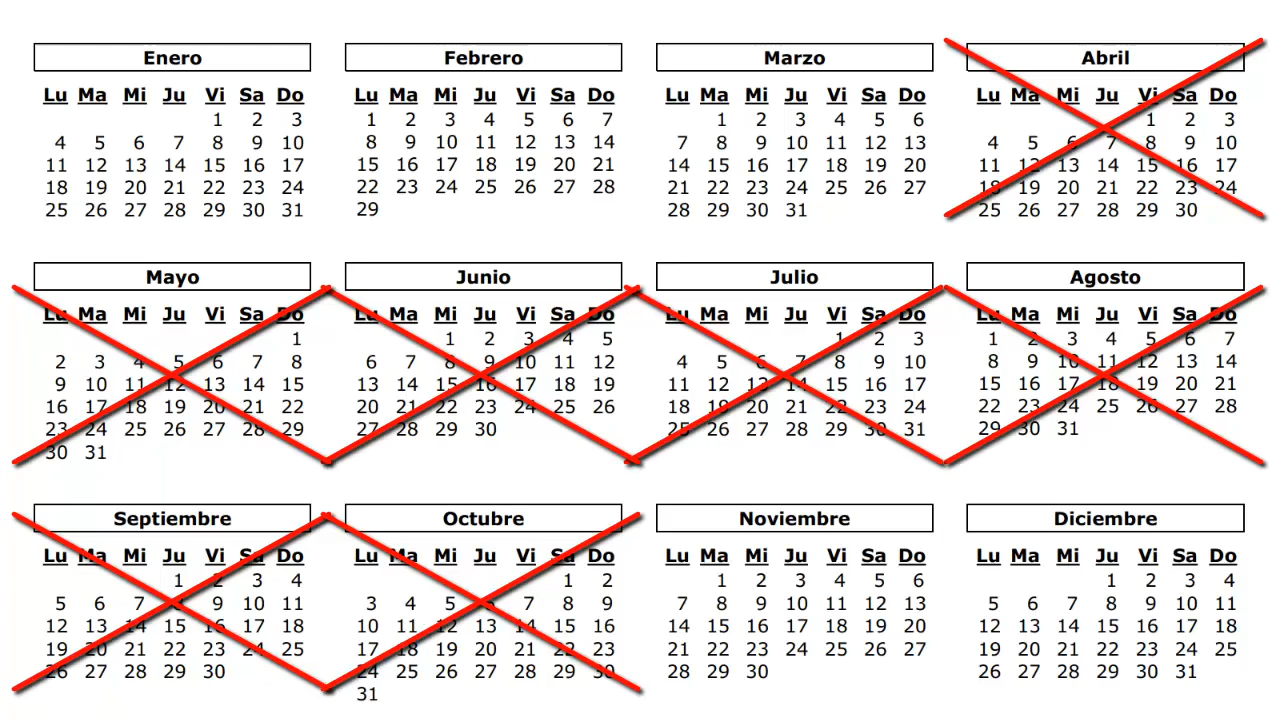 Enero Febrero Marzo Abril
Lu Ma Mi Ju Vi Sa Do Lu Ma Mi Ju Vi Sa Do Lu Ma Mi Ju Vi Sa Do Lu Ma Mi Ju Vi Sa Do
1 2 3 1 2 3 4 5 6 7 1 2 3 4 5 6 1 2 3
4 5 6 7 8 9 10 8 9 10 11 12 13 14 7 8 9 10 11 12 13 4 5 6 7 8 9 10
11 12 13 14 15 16 17 15 16 17 18 19 20 21 14 15 16 17 18 19 20 11 12 13 14 15 16 17
18 19 20 21 22 23 24 22 23 24 25 26 27 28 21 22 23 24 25 26 27 18 19 20 21 22 23 24
25 26 27 28 29 30 31 29 28 29 30 31 25 26 27 28 29 30
Mayo Junio Julio Agosto
Lu Ma Mi Ju Vi Sa Do Lu Ma Mi Ju Vi Sa Do Lu Ma Mi Ju Vi Sa Do Lu Ma Mi Ju Vi Sa Do
1 1 2 3 4 5 1 2 3 1 2 3 4 5 6 7
2 3 4 5 6 7 8 6 7 8 9 10 11 12 4 5 6 7 8 9 10 8 9 10 11 12 13 14
9 10 11 12 13 14 15 13 14 15 16 17 18 19 11 12 13 14 15 16 17 15 16 17 18 19 20 21
16 17 18 19 20 21 22 20 21 22 23 24 25 26 18 19 20 21 22 23 24 22 23 24 25 26 27 28
23 24 25 26 27 28 29 27 28 29 30 25 26 27 28 29 30 31 29 30 31
30 31
Septiembre Octubre Noviembre Diciembre
Lu Ma Mi Ju Vi Sa Do Lu Ma Mi Ju Vi Sa Do Lu Ma Mi Ju Vi Sa Do Lu Ma Mi Ju Vi Sa Do
1 2 3 4 1 2 1 2 3 4 5 6 1 2 3 4
5 6 7 8 9 10 11 3 4 5 6 7 8 9 7 8 9 10 11 12 13 5 6 7 8 9 10 11
12 13 14 15 16 17 18 10 11 12 13 14 15 16 14 15 16 17 18 19 20 12 13 14 15 16 17 18
19 20 21 22 23 24 25 17 18 19 20 21 22 23 21 22 23 24 25 26 27 19 20 21 22 23 24 25
26 27 28 29 30 24 25 26 27 28 29 30 28 29 30 26 27 28 29 30 31
31